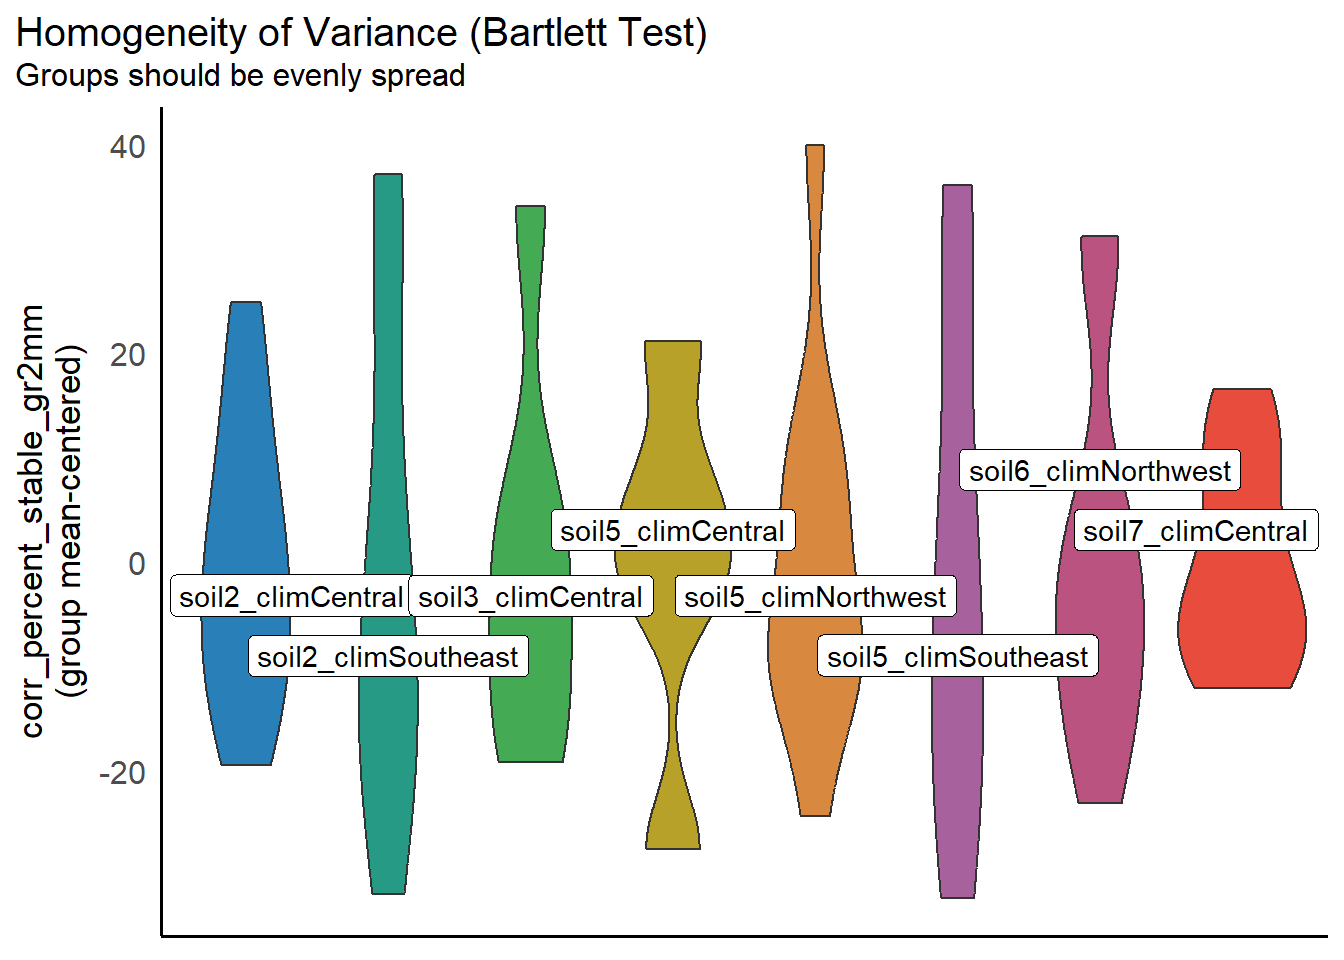 Homogeneity of Variance (Bartlett Test)
Groups should be evenly spread
corr_percent_stable_gr2mm
(group mean-centered)
40
20
0
-20
soil6_climNorthwest
soil5_climCentral
soil7_climCentral
soil2_climCentral
soil3_climCentral
soil5_climNorthwest
soil2_climSoutheast
soil5_climSoutheast